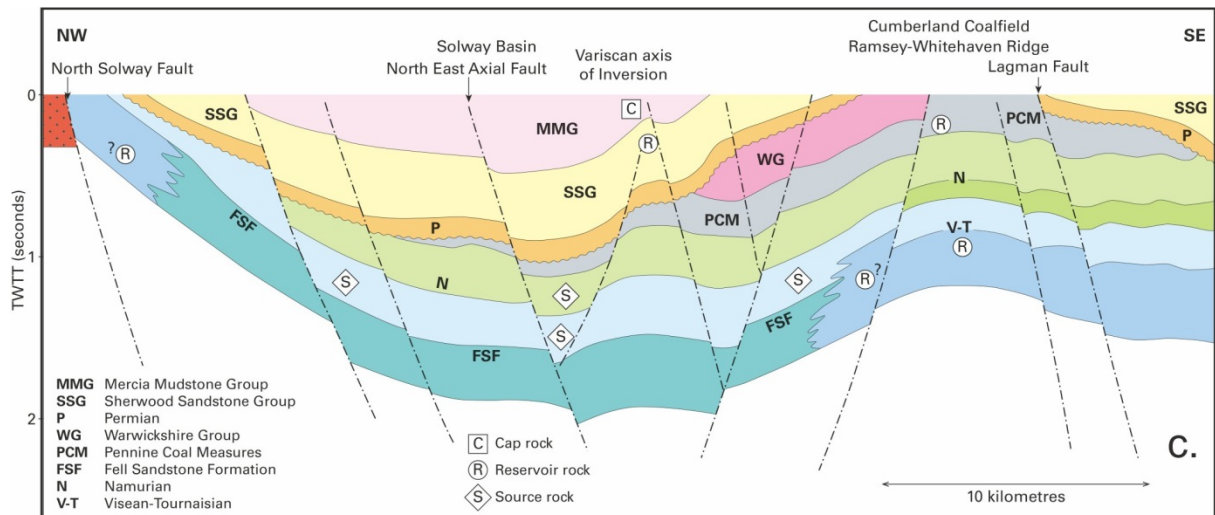 NW
Solway Basin
North East Axial Fault
Variscan axis
of Inversion
Cumberland Coalfield
Ramsey-Whitehaven Ridge
Lagman Fault
SE
North Solway Fault
0
SSG
MMG
C
R
SSG
P
WG
PCM
R
PCM
SSG
P
? R
FSF
P
N
N
V-T
R
TWTT (seconds)
1
S
S
S
S
FSF
FSF
R ?
2
MMG Mercia Mudstone Group
SSG Sherwood Sandstone Group
P Permian
WG Warwickshire Group
PCM Pennine Coal Measures
FSF Fell Sandstone Formation
N Namurian
V-T Visean-Tournaisian
C Cap rock
R Reservoir rock
S Source rock
10 kilometres
C.